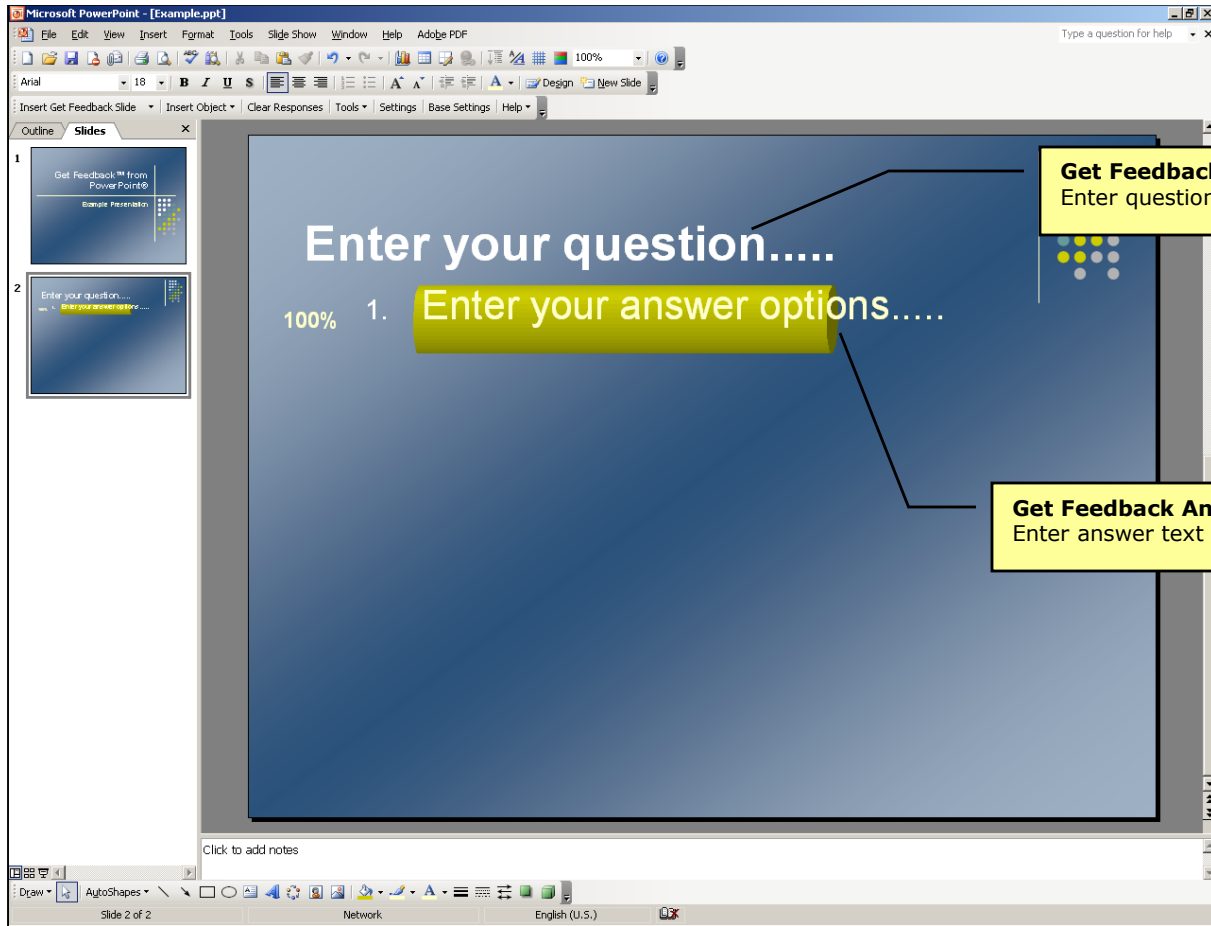 Microsoft PowerPoint - [Example.ppt]
File Edit View Insert Format Tools Slide Show Window Help Adobe PDF Type a question for help
100%
Arial 18 B I U S A A A Design New Slide
Insert Get Feedback Slide Insert Object Clear Responses Tools Settings Base Settings Help
Outline Slides
1
Get Feedback™ from
PowerPoint®
Example Presentation
2
Enter your question.....
1. Enter your answer options.....
Get Feedback
Enter question
Enter your question.....
100% 1. Enter your answer options.....
Get Feedback An
Enter answer text
Click to add notes
Draw AutoShapes A
Slide 2 of 2 Network English (U.S.)